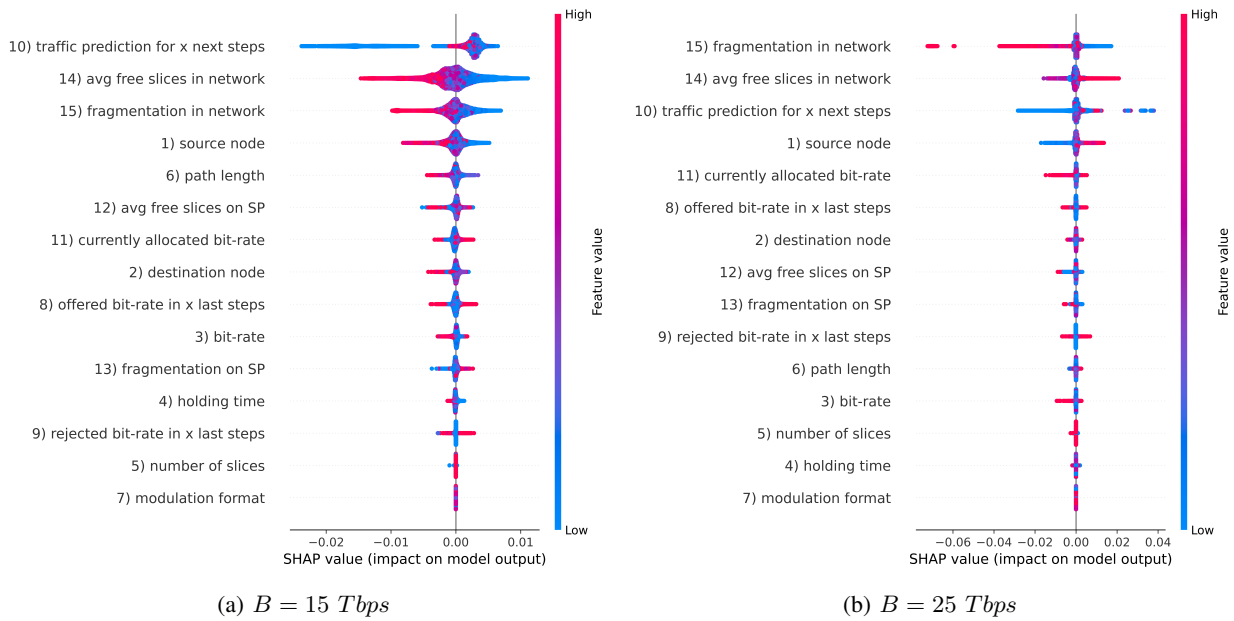 High
10) traffic prediction for x next steps
14) avg free slices in network
15) fragmentation in network
1) source node
6) path length
12) avg free slices on SP
11) currently allocated bit-rate
2) destination node
8) offered bit-rate in x last steps
3) bit-rate
13) fragmentation on SP
4) holding time
9) rejected bit-rate in x last steps
5) number of slices
7) modulation format
Feature value
Low
−0.02 −0.01 0.00 0.01
SHAP value (impact on model output)
(a) B = 15 Tbps
High
15) fragmentation in network
14) avg free slices in network
10) traffic prediction for x next steps
1) source node
11) currently allocated bit-rate
8) offered bit-rate in x last steps
2) destination node
12) avg free slices on SP
13) fragmentation on SP
9) rejected bit-rate in x last steps
6) path length
3) bit-rate
5) number of slices
4) holding time
7) modulation format
Feature value
Low
−0.06 −0.04 −0.02 0.00 0.02 0.04
SHAP value (impact on model output)
(b) B = 25 Tbps